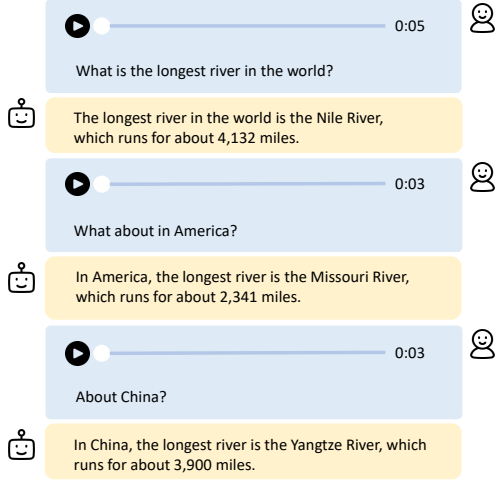 0:05
What is the longest river in the world?
The longest river in the world is the Nile River,
which runs for about 4,132 miles.
0:03
What about in America?
In America, the longest river is the Missouri River,
which runs for about 2,341 miles.
0:03
About China?
In China, the longest river is the Yangtze River, which
runs for about 3,900 miles.